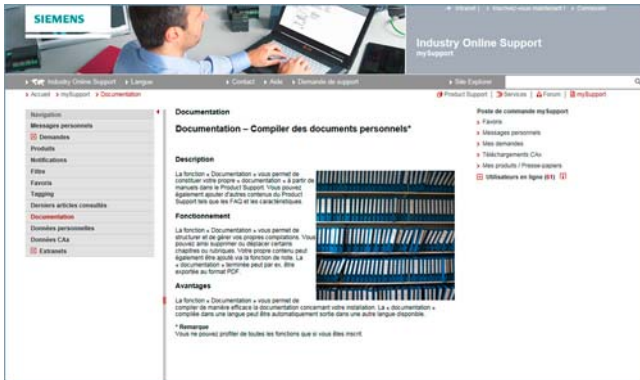 SIEMENS
Intranet | Inscrivez-vous maintenant ! Connexion
Industry Online Support
mySupport
Industry Online Support Langue Contact Aide Demande de support Site Explorer
Accueil mySupport Documentation
Product Support | Services | Forum | mySupport
Navigation
Messages personnels
Demandes
Produits
Notifications
Filtre
Favoris
Tagging
Derniers articles consultés
Documentation
Données personnelles
Données CAx
Extranets
Documentation
Documentation – Compiler des documents personnels*
Description
La fonction « Documentation » vous permet de
constituer votre propre « documentation » à partir de
manuels dans le Product Support. Vous pouvez
également ajouter d'autres contenus du Product
Support tels que les FAQ et les caractéristiques.
Fonctionnement
La fonction « Documentation » vous permet de
structurer et de gérer vos propres compilations. Vous
pouvez ainsi supprimer ou déplacer certains
chapitres ou rubriques. Votre propre contenu peut
également être ajouté via la fonction de note. La
« documentation » terminée peut par ex. être
exportée au format PDF.
Avantages
La fonction « Documentation » vous permet de
compiler de manière efficace la documentation concernant votre installation. La « documentation »
compilée dans une langue peut être automatiquement sortie dans une autre langue disponible.
* Remarque
Vous ne pouvez profiter de toutes les fonctions que si vous êtes inscrit.
Poste de commande mySupport
Favoris
Messages personnels
Mes demandes
Téléchargements CAx
Mes produits / Presse-papiers
Utilisateurs en ligne (61)